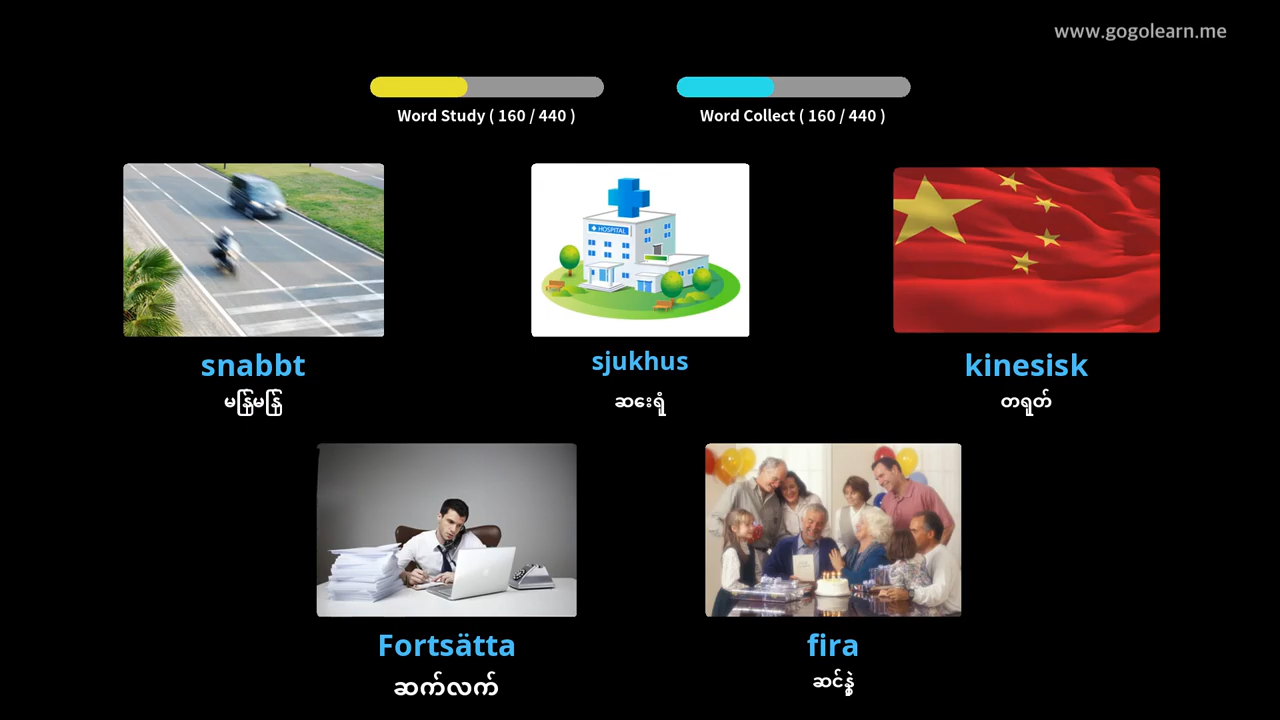 www.gogolearn.me
Word Study ( 160 / 440 )
Word Collect ( 160 / 440 )
HOSPITAL
snabbt
sjukhus
kinesisk
မြန်မြန်
ဆေးရုံ
တရုတ်
Fortsätta
fira
ဆက်လက်
ဆင်နွှဲ